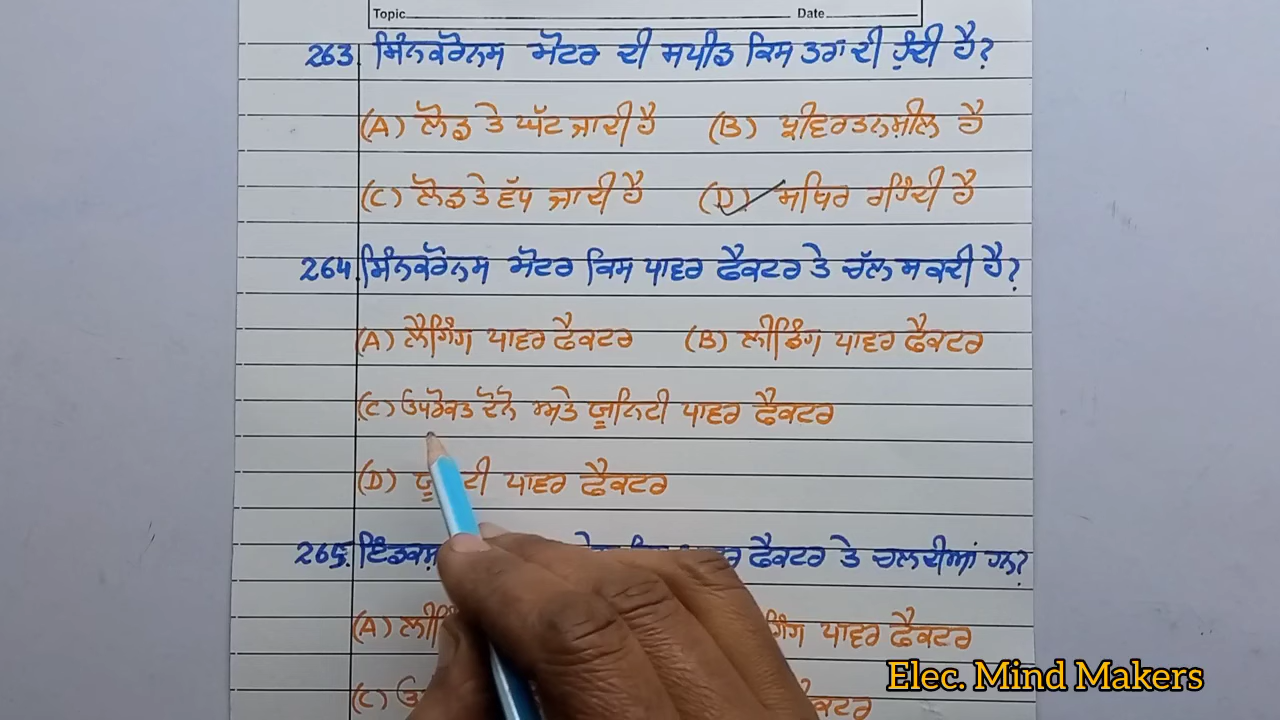 Topic Date
263 ਸਿੰਨਕਰੋਨਸ ਮੋਟਰ ਦੀ ਸਪੀਡ ਕਿਸ ਤਰਾਂ ਦੀ ਹੁੰਦੀ ਹੈ?
(A) ਲੋਡ ਤੇ ਘੱਟ ਜਾਦੀ ਹੈ (B) ਪ੍ਰੀਵਰਤਨਸ਼ੀਲ ਹੈ
(C) ਲੋਡ ਤੇ ਵੱਧ ਜਾਦੀ ਹੈ (D) ਸਥਿਰ ਰਹਿੰਦੀ ਹੈ
264 ਸਿੰਨਕਰੋਨਸ ਮੋਟਰ ਕਿਸ ਪਾਵਰ ਫੈਕਟਰ ਤੇ ਚੱਲ ਸਕਦੀ ਹੈ?
(A) ਲੈਗਿੰਗ ਪਾਵਰ ਫੈਕਟਰ (B) ਲੀਡਿੰਗ ਪਾਵਰ ਫੈਕਟਰ
(C) ਉਪਰੋਕਤ ਦੋਨੋ ਅਤੇ ਯੂਨਿਟੀ ਪਾਵਰ ਫੈਕਟਰ
(D) ਪਾਵਰ ਫੈਕਟਰ
265. ਫੈਕਟਰ ਤੇ ਚਲਦੀਆਂ ਹਨ?
(A) ਪਾਵਰ ਫੈਕਟਰ
(C)
Elec. Mind Makers